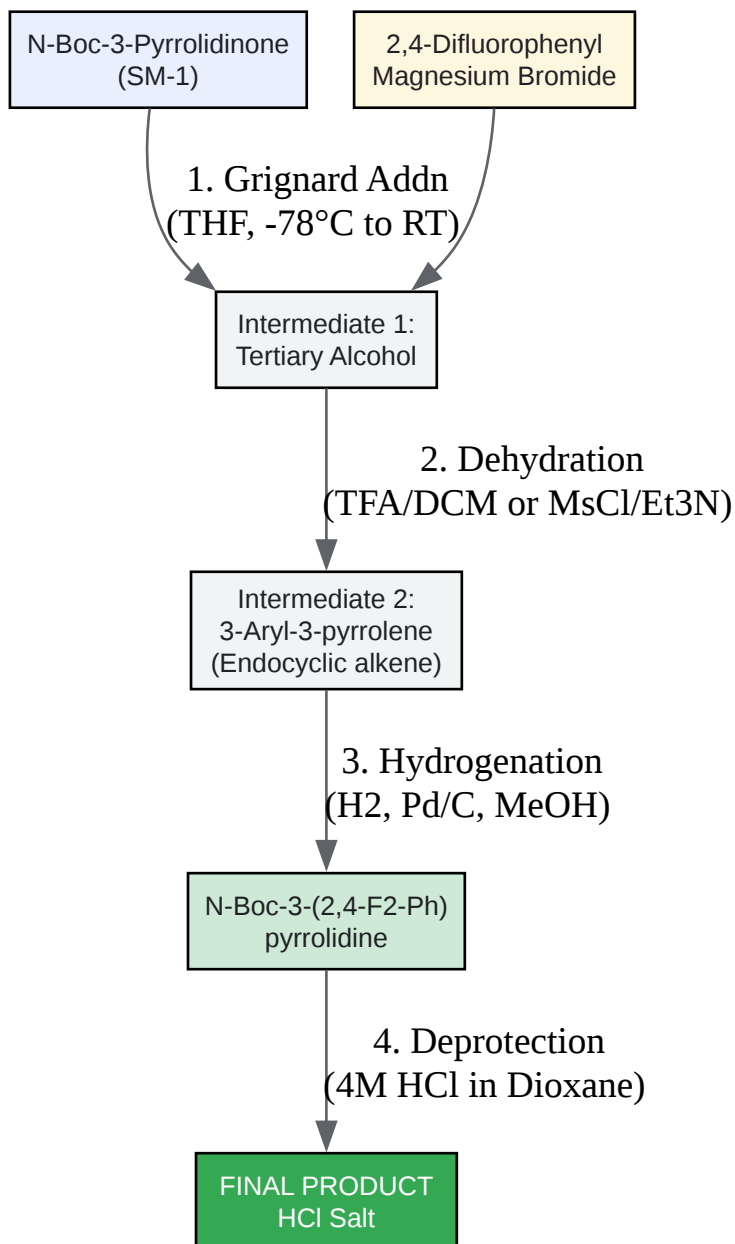 N-Boc-3-Pyrrolidinone
(SM-1)
2,4-Difluorophenyl
Magnesium Bromide
1. Grignard Addn
(THF, -78°C to RT)
Intermediate 1:
Tertiary Alcohol
2. Dehydration
(TFA/DCM or MsCl/Et3N)
Intermediate 2:
3-Aryl-3-pyrrolene
(Endocyclic alkene)
3. Hydrogenation
(H2, Pd/C, MeOH)
N-Boc-3-(2,4-F2-Ph)
pyrrolidine
4. Deprotection
(4M HCl in Dioxane)
FINAL PRODUCT
HCl Salt